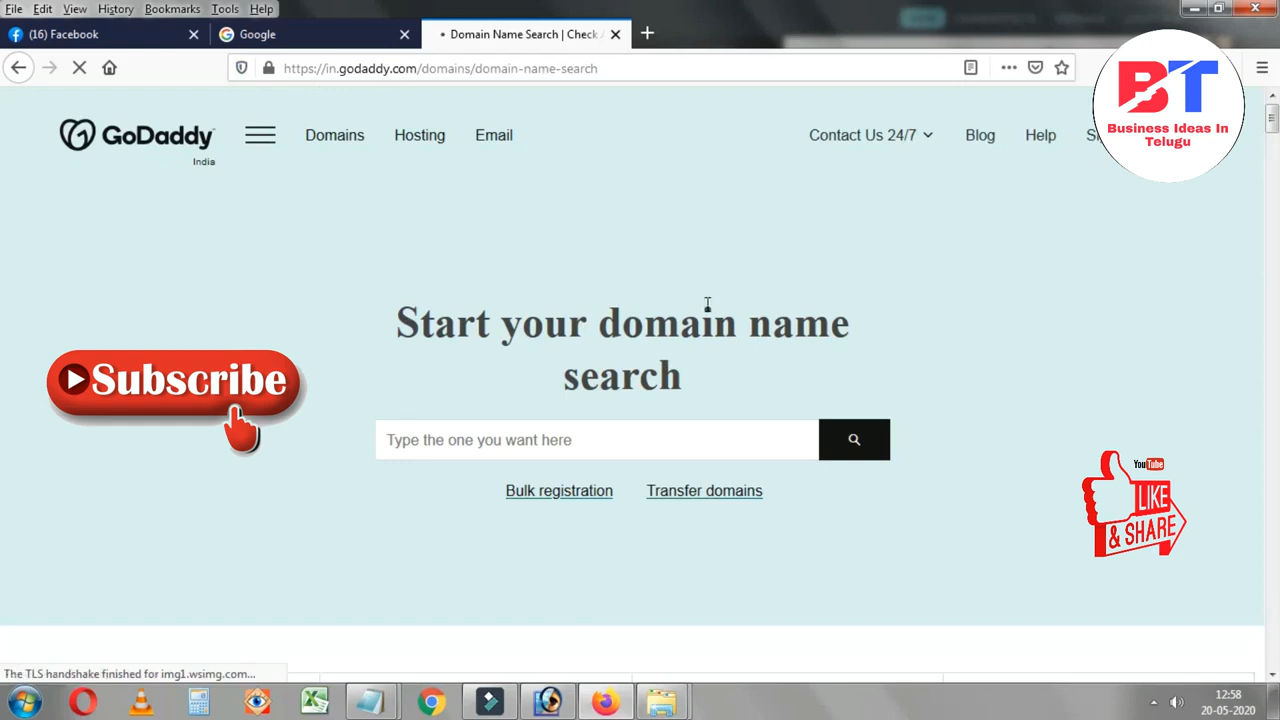 File Edit View History Bookmarks Tools Help
(16) Facebook
Google
Domain Name Search | Check
https://in.godaddy.com/domains/domain-name-search
BT
Business Ideas In
Telugu
GoDaddy
India
Domains
Hosting
Email
Contact Us 24/7
Blog
Help
Start your domain name
search
Subscribe
Type the one you want here
Bulk registration
Transfer domains
YouTube
LIKE
& SHARE
The TLS handshake finished for img1.wsimg.com...
12:58
20-05-2020